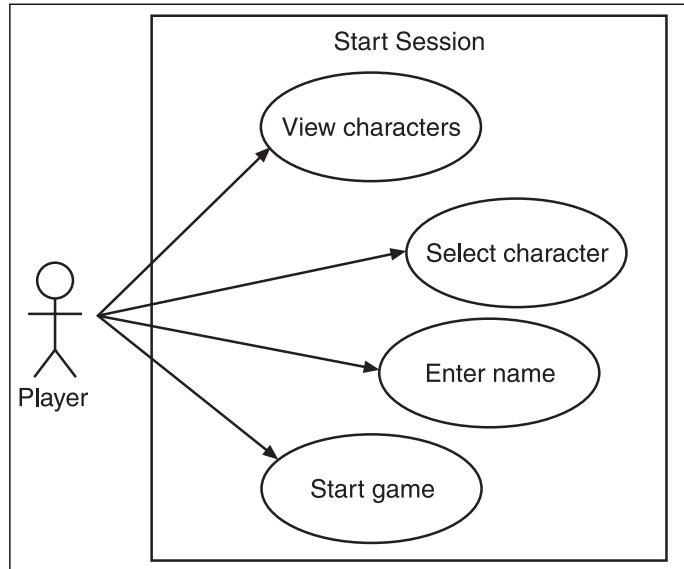 Start Session
View characters
Select character
Enter name
Start game
Player